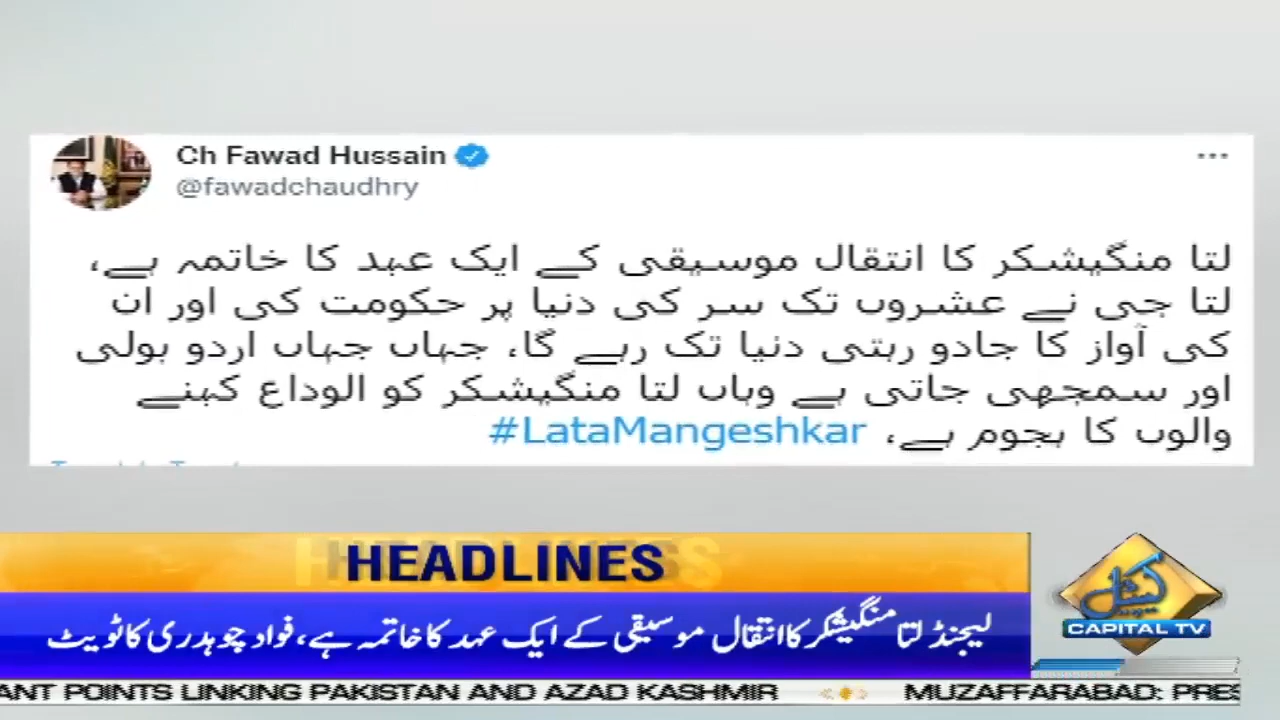 Ch Fawad Hussain
@fawadchaudhry
لتا منگیشکر کا انتقال موسیقی کے ایک عہد کا خاتمہ ہے،
لتا جی نے عشروں تک سر کی دنیا پر حکومت کی اور ان
کی آواز کا جادو رہتی دنیا تک رہے گا، جہاں جہاں اردو بولی
اور سمجھی جاتی ہے وہاں لتا منگیشکر کو الوداع کہنے
والوں کا ہجوم ہے، #LataMangeshkar
HEADLINES
لیجنڈ لتا منگیشکر کا انتقال موسیقی کے ایک عہد کا خاتمہ ہے، فواد چوہدری کا ٹویٹ
کیپیٹل
CAPITAL TV
ANT POINTS LINKING PAKISTAN AND AZAD KASHMIR MUZAFFARABAD: PRES